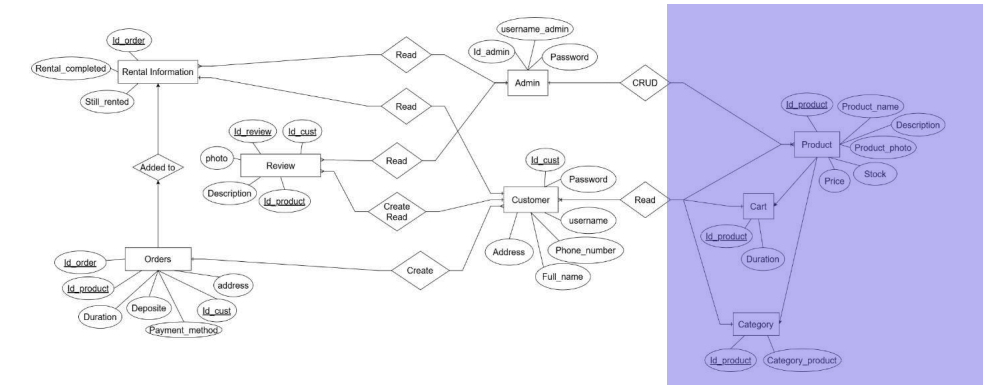 Id_order
Rental_completed
Rental Information
Still_rented
Read
Read
username_admin
Id_admin
Password
Admin
CRUD
Id_product
Product_name
Description
Product_photo
Product
Stock
Price
Added to
Id_review
Id_cust
photo
Review
Description
Id_product
Read
Create
Read
Id_cust
Password
Customer
username
Address
Phone_number
Full_name
Read
Cart
Id_product
Duration
Id_order
Orders
address
Id_product
Deposite
Id_cust
Duration
Payment_method
Create
Category
Id_product
Category_product